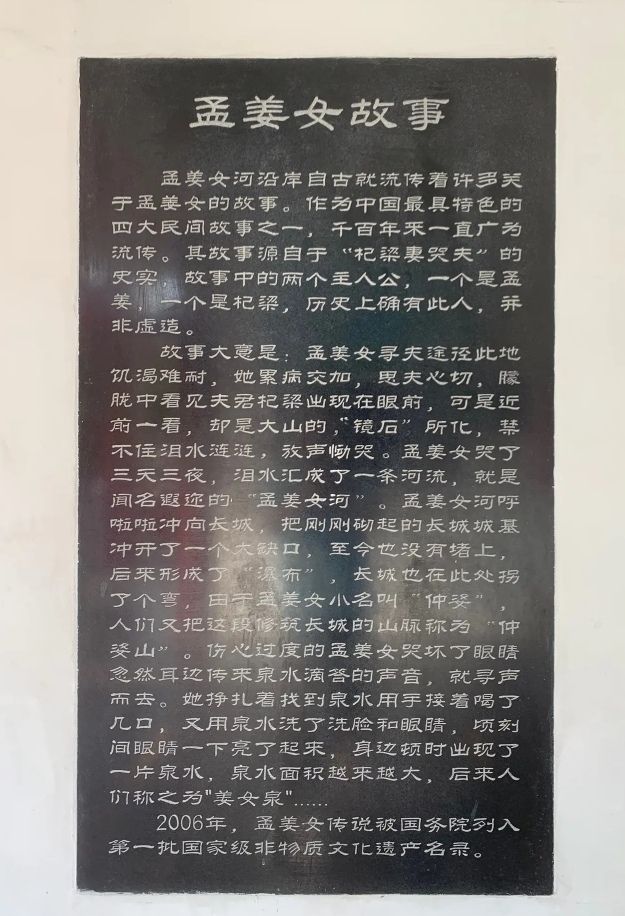 孟姜女故事
孟姜女河沿岸自古就流传着许多关
于孟姜女的故事。作为中国最具特色的
四大民间故事之一，千百年来一直广为
流传。其故事源自于“杞梁妻哭夫”的
史实，故事中的两个主人公，一个是孟
姜，一个是杞梁，历史上确有此人，并
非虚造。
故事大意是：孟姜女寻夫途径此地
饥渴难耐，她累病交加，思夫心切，朦
胧中看见夫君杞梁出现在眼前，可是近
前一看，却是大山的，“镜石”所化，禁
不住泪水涟涟，放声恸哭。孟姜女哭了
三天三夜，泪水汇成了一条河流，就是
闻名遐迩的“孟姜女河”。孟姜女河呼
啦啦冲向长城，把刚刚砌起的长城城基
冲开了一个大缺口，至今也没有堵上，
后来形成了“瀑布”，长城也在此处拐
了个弯，由于孟姜女小名叫“仲姿”，
人们又把这段修筑长城的山脉称为“仲
姿山”。伤心过度的孟姜女哭坏了眼睛
忽然耳边传来泉水滴答的声音，就寻声
而去。她挣扎着找到泉水用手接着喝了
几口，又用泉水洗了洗脸和眼睛，顷刻
间眼睛一下亮了起来，身边顿时出现了
一片泉水，泉水面积越来越大，后来人
们称之为"姜女泉"……
2006年，孟姜女传说被国务院列入
第一批国家级非物质文化遗产名录。